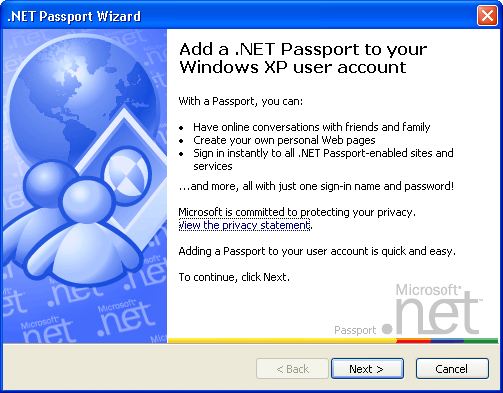 .NET Passport Wizard
Add a .NET Passport to your
Windows XP user account
With a Passport, you can:
• Have online conversations with friends and family
• Create your own personal Web pages
• Sign in instantly to all .NET Passport-enabled sites and
services
...and more, all with just one sign-in name and password!
Microsoft is committed to protecting your privacy.
View the privacy statement.
Adding a Passport to your user account is quick and easy.
To continue, click Next.
Microsoft®
Passport .net™
Microsoft®
.net
Microsoft
.net
< Back
Next >
Cancel